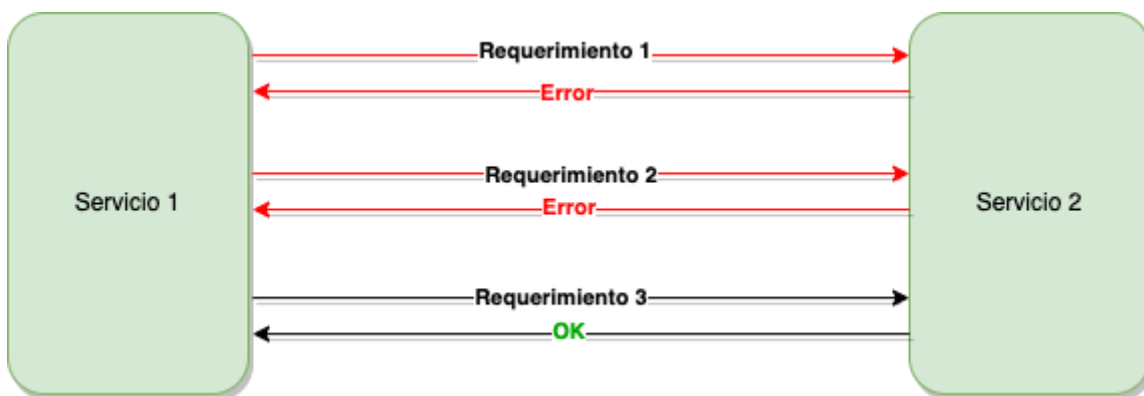 Requerimiento 1
Error
Servicio 1
Requerimiento 2
Servicio 2
Error
Requerimiento 3
OK